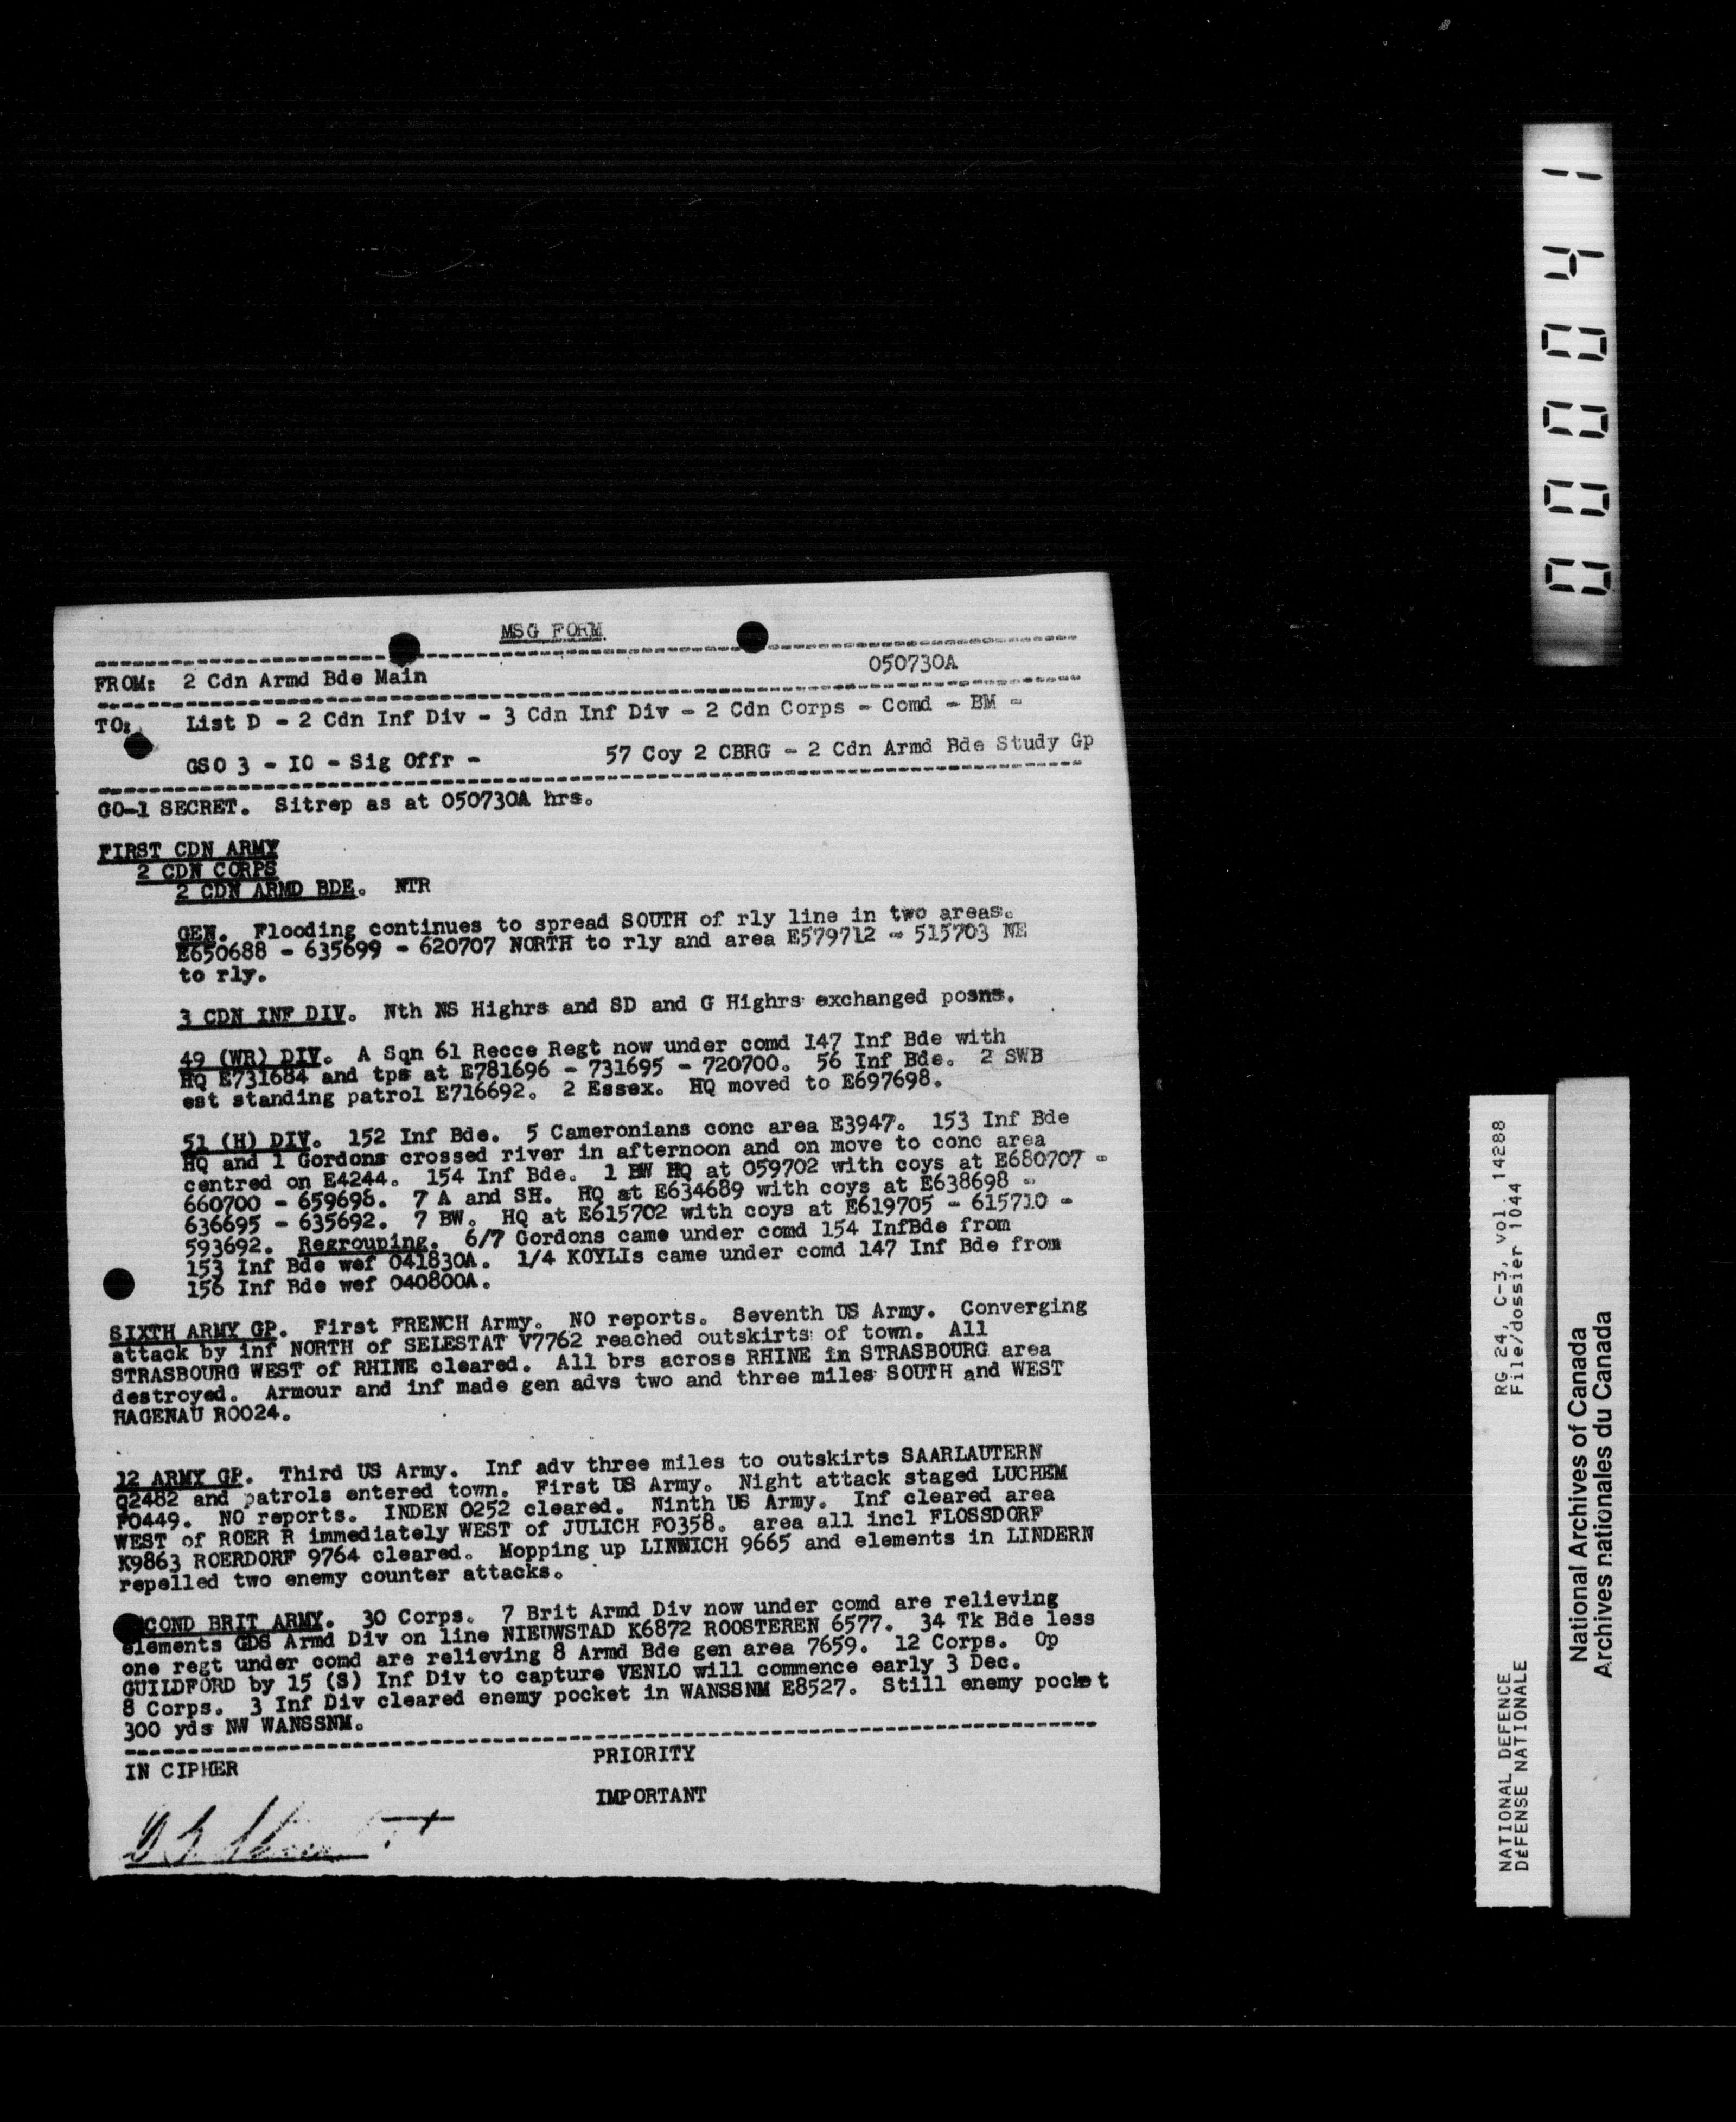 MSG FORM
050730A
FROM: 2 Cdn Armd Bde Main
TO: List D - 2 Cdn Inf Div - 3 Cdn Inf Div - 2 Cdn Corps - Comd - BM -
GSO 3 - IO - Sig Offr - 57 Coy 2 CBRG - 2 Cdn Armd Bde Study Gp
GO-1 SECRET. Sitrep as at 050730A hrs.
FIRST CDN ARMY
2 CDN CORPS
2 CDN ARMD BDE. NTR
GEN. Flooding continues to spread SOUTH of rly line in two areas.
E650688 - 635699 - 620707 NORTH to rly and area E579712 - 515703 NE
to rly.
3 CDN INF DIV. Nth NS Highrs and SD and G Highrs exchanged posns.
49 (WR) DIV. A Sqn 61 Recce Regt now under comd 147 Inf Bde with
HQ E731684 and tps at E781696 - 731695 - 720700. 56 Inf Bde. 2 SWB
est standing patrol E716692. 2 Essex. HQ moved to E697698.
51 (H) DIV. 152 Inf Bde. 5 Cameronians conc area E3947. 153 Inf Bde
HQ and 1 Gordons crossed river in afternoon and on move to conc area
centred on E4244. 154 Inf Bde. 1 BW HQ at 059702 with coys at E680707 -
660700 - 659698. 7 A and SH. HQ at E634689 with coys at E638698 -
636695 - 635692. 7 BW. HQ at E615702 with coys at E619705 - 615710 -
593692. Regrouping. 6/7 Gordons came under comd 154 InfBde from
153 Inf Bde wef 041830A. 1/4 KOYLIs came under comd 147 Inf Bde from
156 Inf Bde wef 040800A.
SIXTH ARMY GP. First FRENCH Army. NO reports. Seventh US Army. Converging
attack by inf NORTH of SELESTAT V7762 reached outskirts of town. All
STRASBOURG WEST of RHINE cleared. All brs across RHINE in STRASBOURG area
destroyed. Armour and inf made gen advs two and three miles SOUTH and WEST
HAGENAU R0024.
12 ARMY GP. Third US Army. Inf adv three miles to outskirts SAARLAUTERN
Q2482 and patrols entered town. First US Army. Night attack staged LUCHEM
F0449. NO reports. INDEN 0252 cleared. Ninth US Army. Inf cleared area
WEST of ROER R immediately WEST of JULICH F0358. area all incl FLOSSDORF
K9863 ROERDORF 9764 cleared. Mopping up LINNICH 9665 and elements in LINDERN
repelled two enemy counter attacks.
COND BRIT ARMY. 30 Corps. 7 Brit Armd Div now under comd are relieving
elements GDS Armd Div on line NIEUWSTAD K6872 ROOSTEREN 6577. 34 Tk Bde less
one regt under comd are relieving 8 Armd Bde gen area 7659. 12 Corps. Op
GUILDFORD by 15 (S) Inf Div to capture VENLO will commence early 3 Dec.
8 Corps. 3 Inf Div cleared enemy pocket in WANSSNM E8527. Still enemy pocket
300 yds NW WANSSNM.
IN CIPHER PRIORITY
IMPORTANT
000041
RG 24, C-3, vol. 14288
File/dossier 1044
NATIONAL DEFENCE
DÉFENSE NATIONALE
National Archives of Canada
Archives nationales du Canada